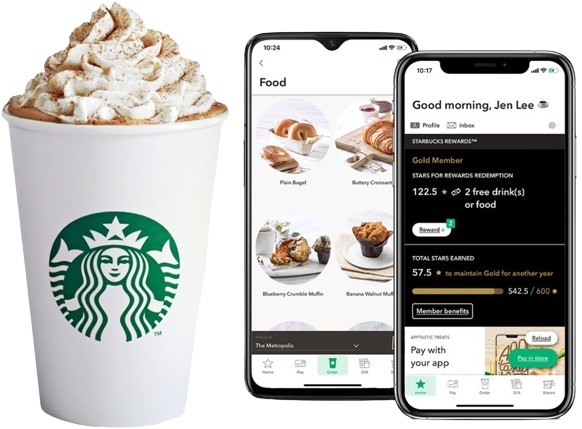 TM
10:24
Food
Plain Bagel
Buttery Croissant
Blueberry Crumble Muffin
Banana Walnut Muf
The Metropolis
Home
Pay
Order
Gift
Stores
10:17
Good morning, Jen Lee
Profile
Inbox
STARBUCKS REWARDS™
Gold Member
STARS FOR REWARDS REDEMPTION
122.5 ★ 2 free drink(s)
or food
2
Reward
TOTAL STARS EARNED
57.5 ★ to maintain Gold for another year
542.5 / 600 ★
Member benefits
APPTASTIC TREATS
Pay with
your app
Reload
Pay in store
Home
Pay
Order
Gift
Stores